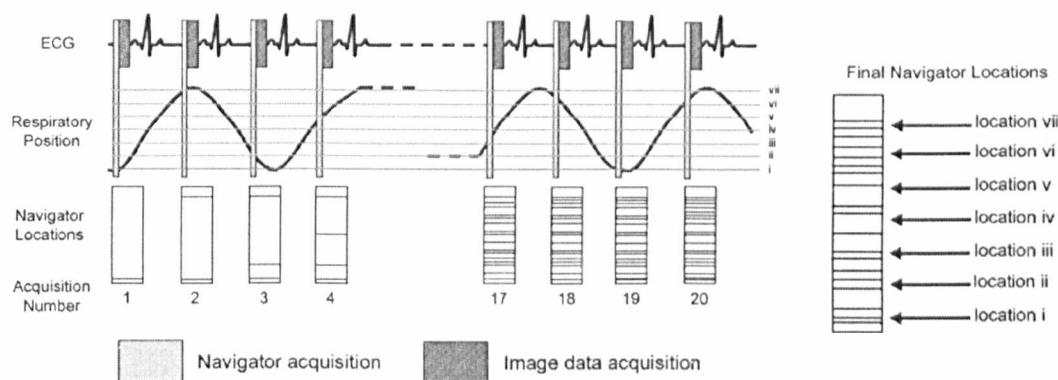 ECG
Respiratory
Position
vii
vi
v
iv
iii
ii
i
Navigator
Locations
Acquisition
Number
1
2
3
4
17
18
19
20
Navigator acquisition
Image data acquisition
Final Navigator Locations
location vii
location vi
location v
location iv
location iii
location ii
location i